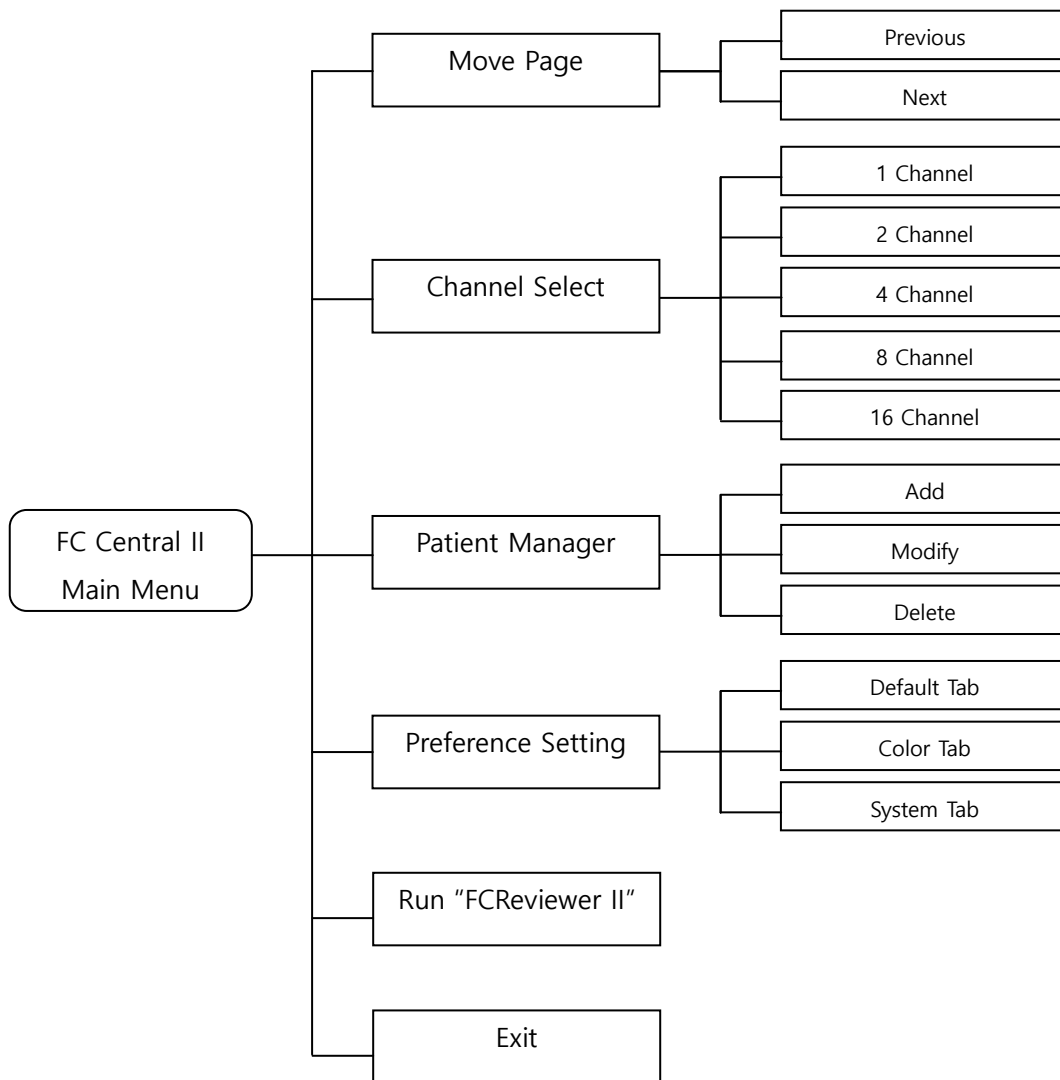 FC Central II
Main Menu
Move Page
Previous
Next
Channel Select
1 Channel
2 Channel
4 Channel
8 Channel
16 Channel
Patient Manager
Add
Modify
Delete
Preference Setting
Default Tab
Color Tab
System Tab
Run “FCReviewer II”
Exit